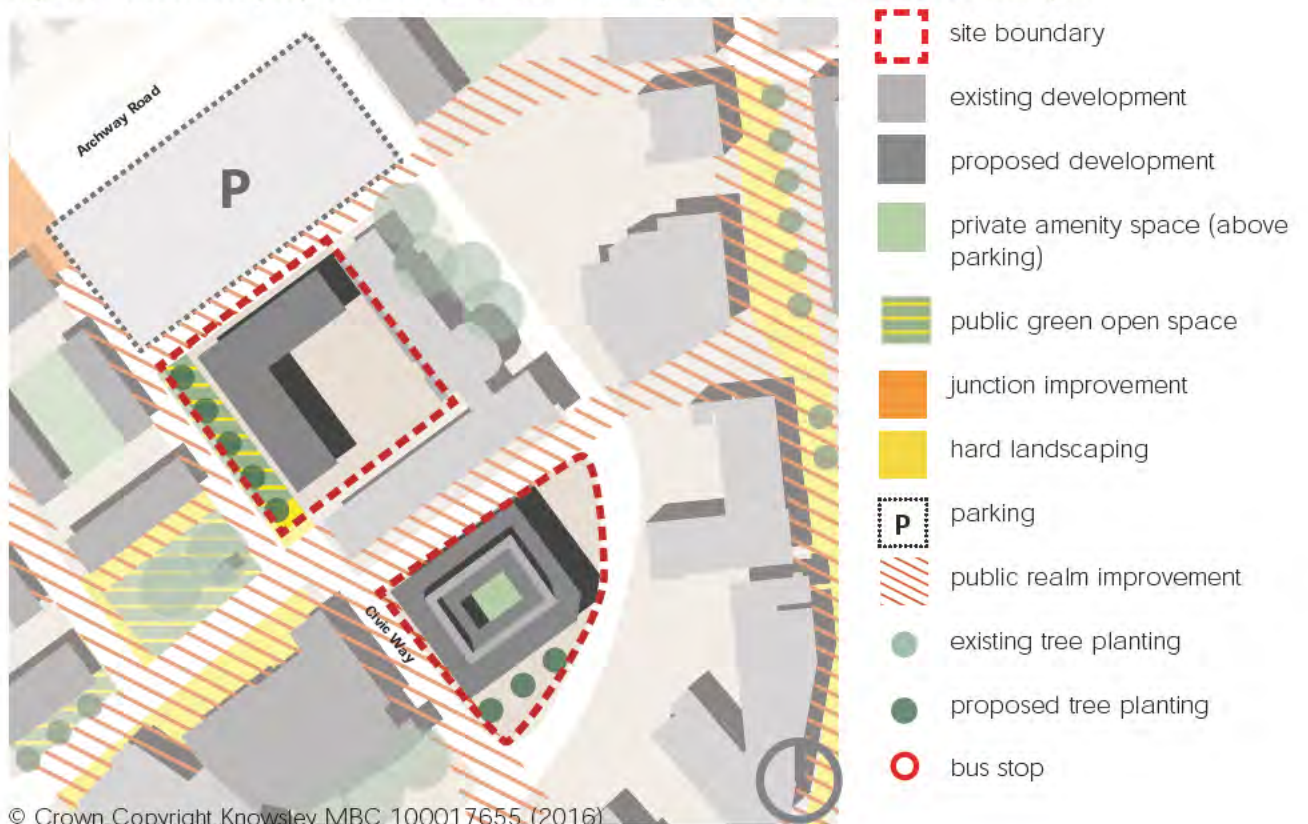 Archway Road
P
Civic Way
© Crown Copyright Knowsley MBC 100017655 (2016)
site boundary
existing development
proposed development
private amenity space (above
parking)
public green open space
junction improvement
hard landscaping
P
parking
public realm improvement
existing tree planting
proposed tree planting
bus stop